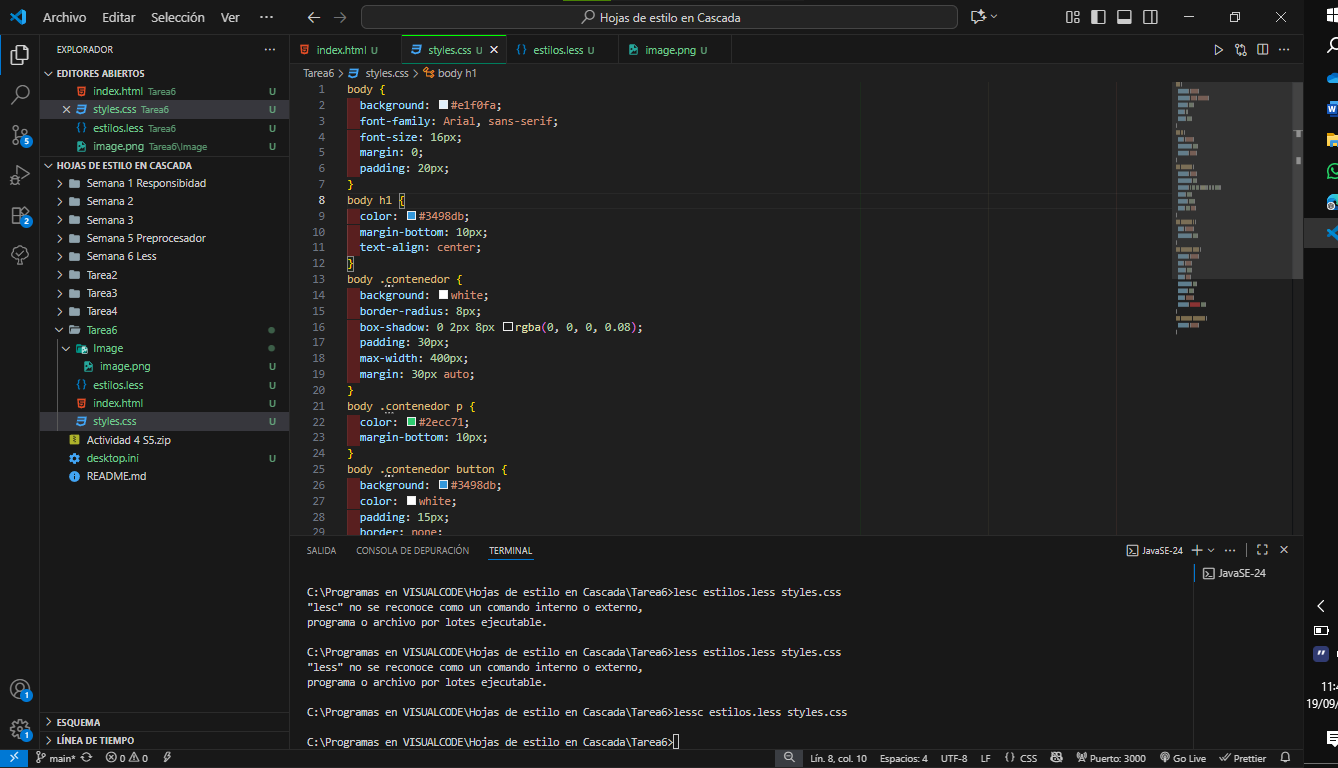 Archivo Editar Selección Ver ···
Hojas de estilo en Cascada
EXPLORADOR ···
EDITORES ABIERTOS
index.html Tarea6 U
styles.css Tarea6 U
estilos.less Tarea6 U
image.png Tarea6\Image U
HOJAS DE ESTILO EN CASCADA
Semana 1 Responsibidad
Semana 2
Semana 3
Semana 5 Preprocesador
Semana 6 Less
Tarea2
Tarea3
Tarea4
Tarea6
Image
image.png U
estilos.less U
index.html U
styles.css U
Actividad 4 S5.zip
desktop.ini U
README.md
ESQUEMA
LÍNEA DE TIEMPO
5
2
1
1
index.html U
styles.css U
estilos.less U
image.png U
Tarea6 > styles.css > body h1
1 body {
2 background: #e1f0fa;
3 font-family: Arial, sans-serif;
4 font-size: 16px;
5 margin: 0;
6 padding: 20px;
7 }
8 body h1 {
9 color: #3498db;
10 margin-bottom: 10px;
11 text-align: center;
12 }
13 body .contenedor {
14 background: white;
15 border-radius: 8px;
16 box-shadow: 0 2px 8px rgba(0, 0, 0, 0.08);
17 padding: 30px;
18 max-width: 400px;
19 margin: 30px auto;
20 }
21 body .contenedor p {
22 color: #2ecc71;
23 margin-bottom: 10px;
24 }
25 body .contenedor button {
26 background: #3498db;
27 color: white;
28 padding: 15px;
29 border: none;
SALIDA CONSOLA DE DEPURACIÓN TERMINAL
JavaSE-24
JavaSE-24
C:\Programas en VISUALCODE\Hojas de estilo en Cascada\Tarea6>lesc estilos.less styles.css
"lesc" no se reconoce como un comando interno o externo,
programa o archivo por lotes ejecutable.
C:\Programas en VISUALCODE\Hojas de estilo en Cascada\Tarea6>less estilos.less styles.css
"less" no se reconoce como un comando interno o externo,
programa o archivo por lotes ejecutable.
C:\Programas en VISUALCODE\Hojas de estilo en Cascada\Tarea6>lessc estilos.less styles.css
C:\Programas en VISUALCODE\Hojas de estilo en Cascada\Tarea6>
main* 0 0
Lín. 8, col. 10 Espacios: 4 UTF-8 LF {} CSS Puerto: 3000 Go Live Prettier
11:4
19/09/